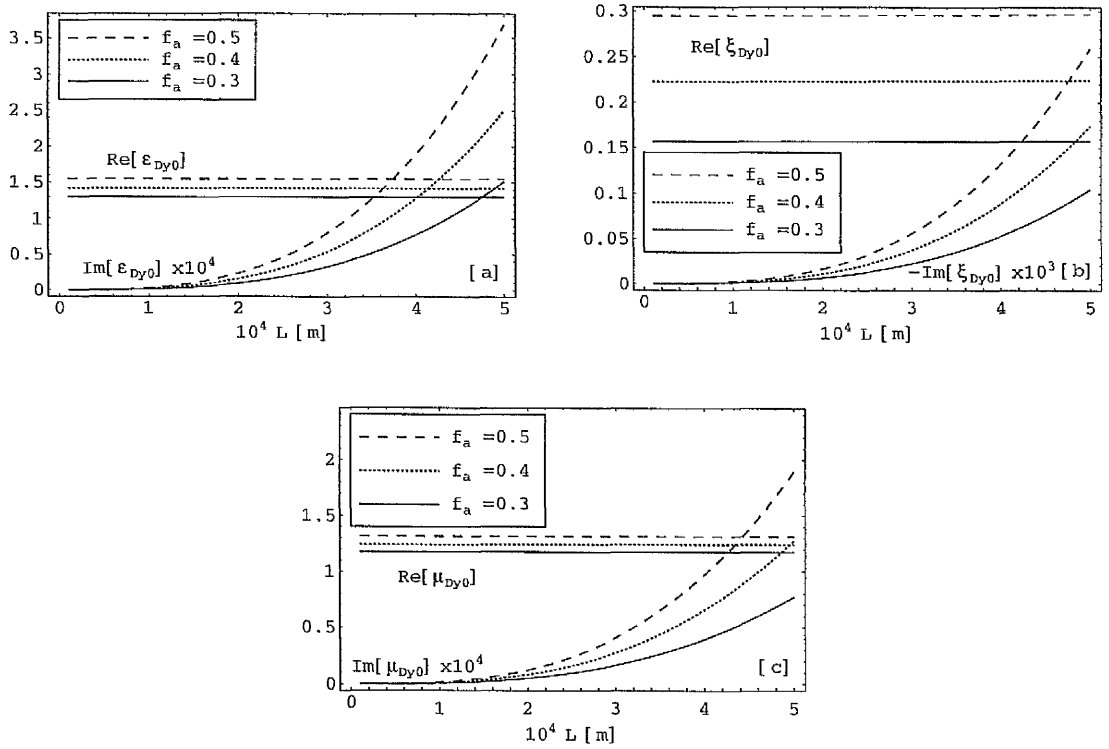 3.5
3
2.5
2
1.5
1
0.5
0
f_a =0.5
f_a =0.4
f_a =0.3
Re[ε_Dy0]
Im[ε_Dy0] x10^4
[a]
0 1 2 3 4 5
10^4 L [m]
0.3
0.25
0.2
0.15
0.1
0.05
0
Re[ξ_Dy0]
f_a =0.5
f_a =0.4
f_a =0.3
-Im[ξ_Dy0] x10^3 [b]
0 1 2 3 4 5
10^4 L [m]
2
1.5
1
0.5
0
f_a =0.5
f_a =0.4
f_a =0.3
Re[μ_Dy0]
Im[μ_Dy0] x10^4
[c]
0 1 2 3 4 5
10^4 L [m]